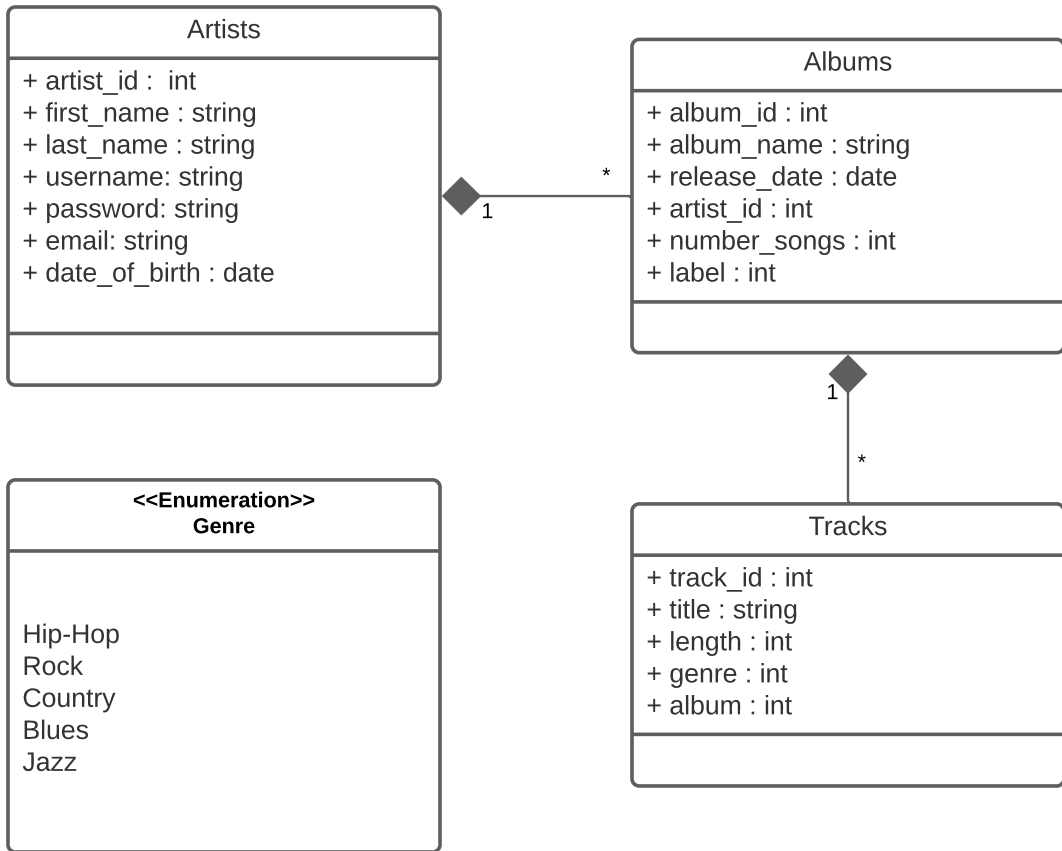 Artists
+ artist_id :  int
+ first_name : string
+ last_name : string
+ username: string
+ password: string
+ email: string
+ date_of_birth : date
1
*
Albums
+ album_id : int
+ album_name : string
+ release_date : date
+ artist_id : int
+ number_songs : int
+ label : int
1
*
<<Enumeration>>
Genre
Hip-Hop
Rock
Country
Blues
Jazz
Tracks
+ track_id : int
+ title : string
+ length : int
+ genre : int
+ album : int